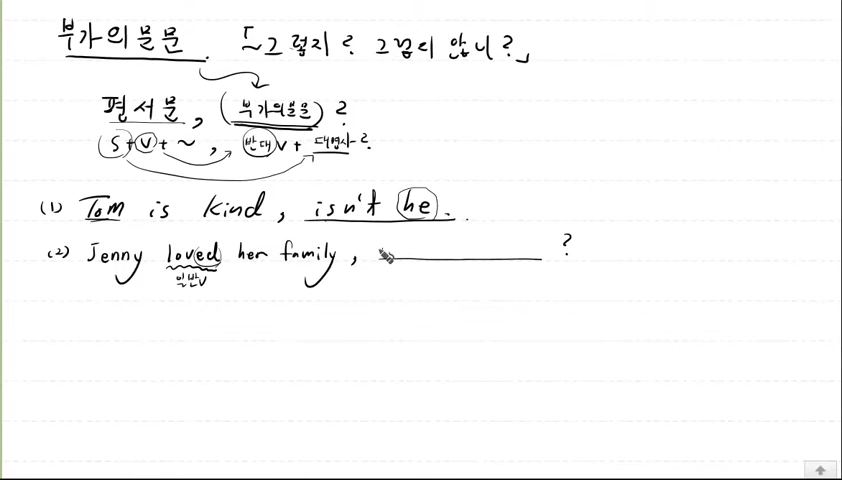 부가의문문. 「~그렇지? 그렇지 않니?」
평서문, (부가의문문)?
S+V+~, 반대V+대명사~?
(1) Tom is kind, isn't he.
(2) Jenny loved her family, ?
일반V